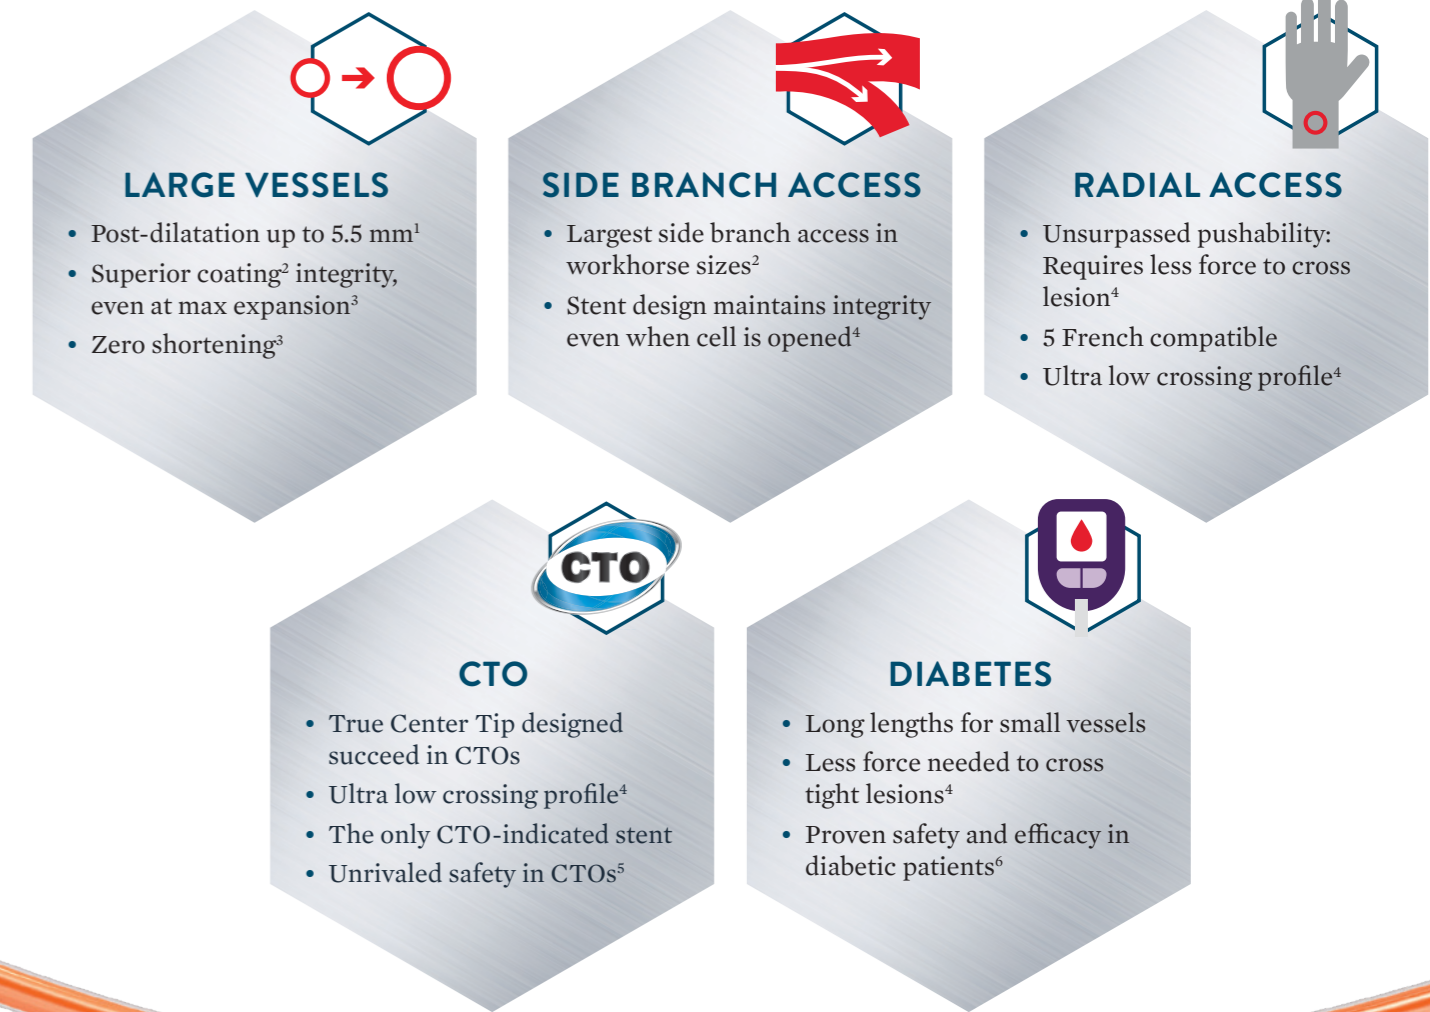 LARGE VESSELS
• Post-dilatation up to 5.5 mm¹
• Superior coating² integrity,
even at max expansion³
• Zero shortening³
SIDE BRANCH ACCESS
• Largest side branch access in
workhorse sizes²
• Stent design maintains integrity
even when cell is opened⁴
RADIAL ACCESS
• Unsurpassed pushability:
Requires less force to cross
lesion⁴
• 5 French compatible
• Ultra low crossing profile⁴
CTO
CTO
• True Center Tip designed
succeed in CTOs
• Ultra low crossing profile⁴
• The only CTO-indicated stent
• Unrivaled safety in CTOs⁵
DIABETES
• Long lengths for small vessels
• Less force needed to cross
tight lesions⁴
• Proven safety and efficacy in
diabetic patients⁶